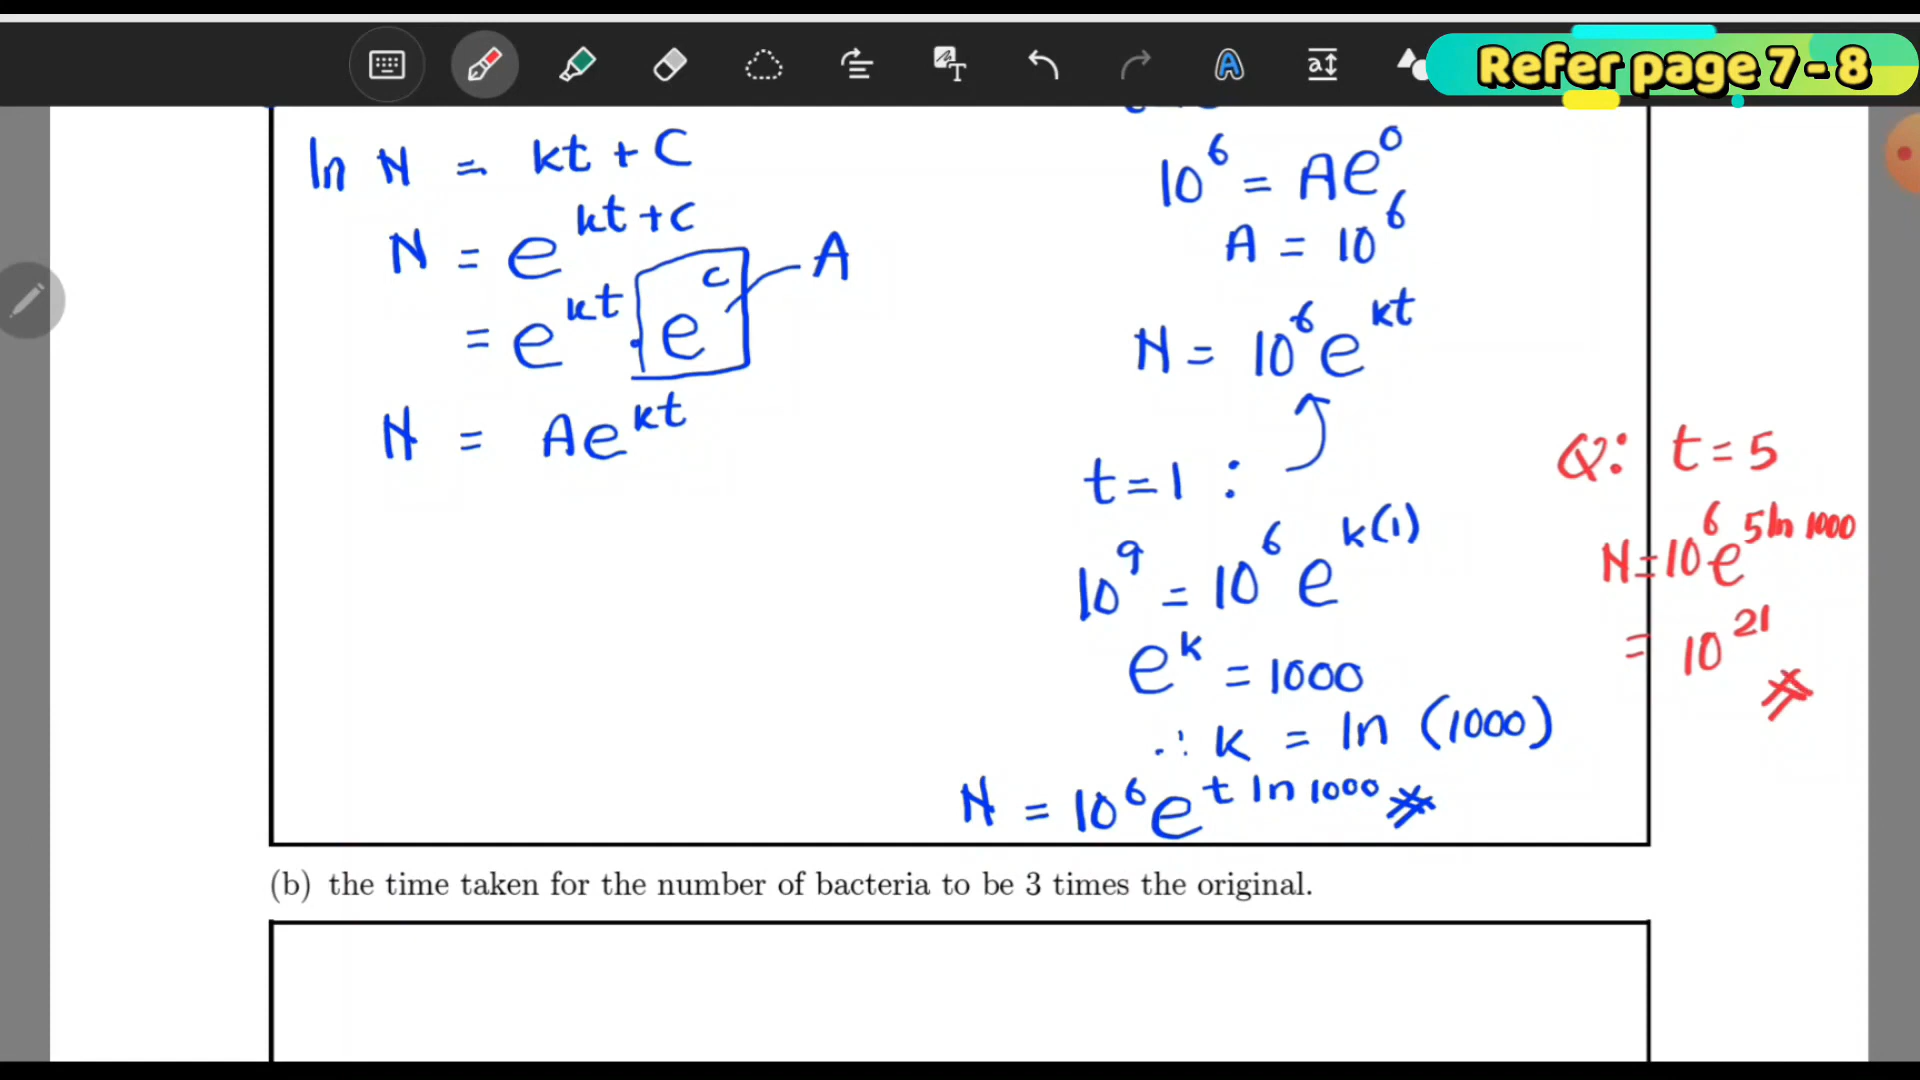 Refer page 7-8
ln N = kt + C
N = e^{kt + C}
= e^{kt} · e^{C}
A
N = Ae^{kt}
10^6 = Ae^0
A = 10^6
N = 10^6 e^{kt}
t = 1 :
10^9 = 10^6 e^{k(1)}
e^k = 1000
∴ k = ln (1000)
N = 10^6 e^{t ln 1000} #
Q: t = 5
N = 10^6 e^{5 ln 1000}
= 10^{21} #
(b) the time taken for the number of bacteria to be 3 times the original.